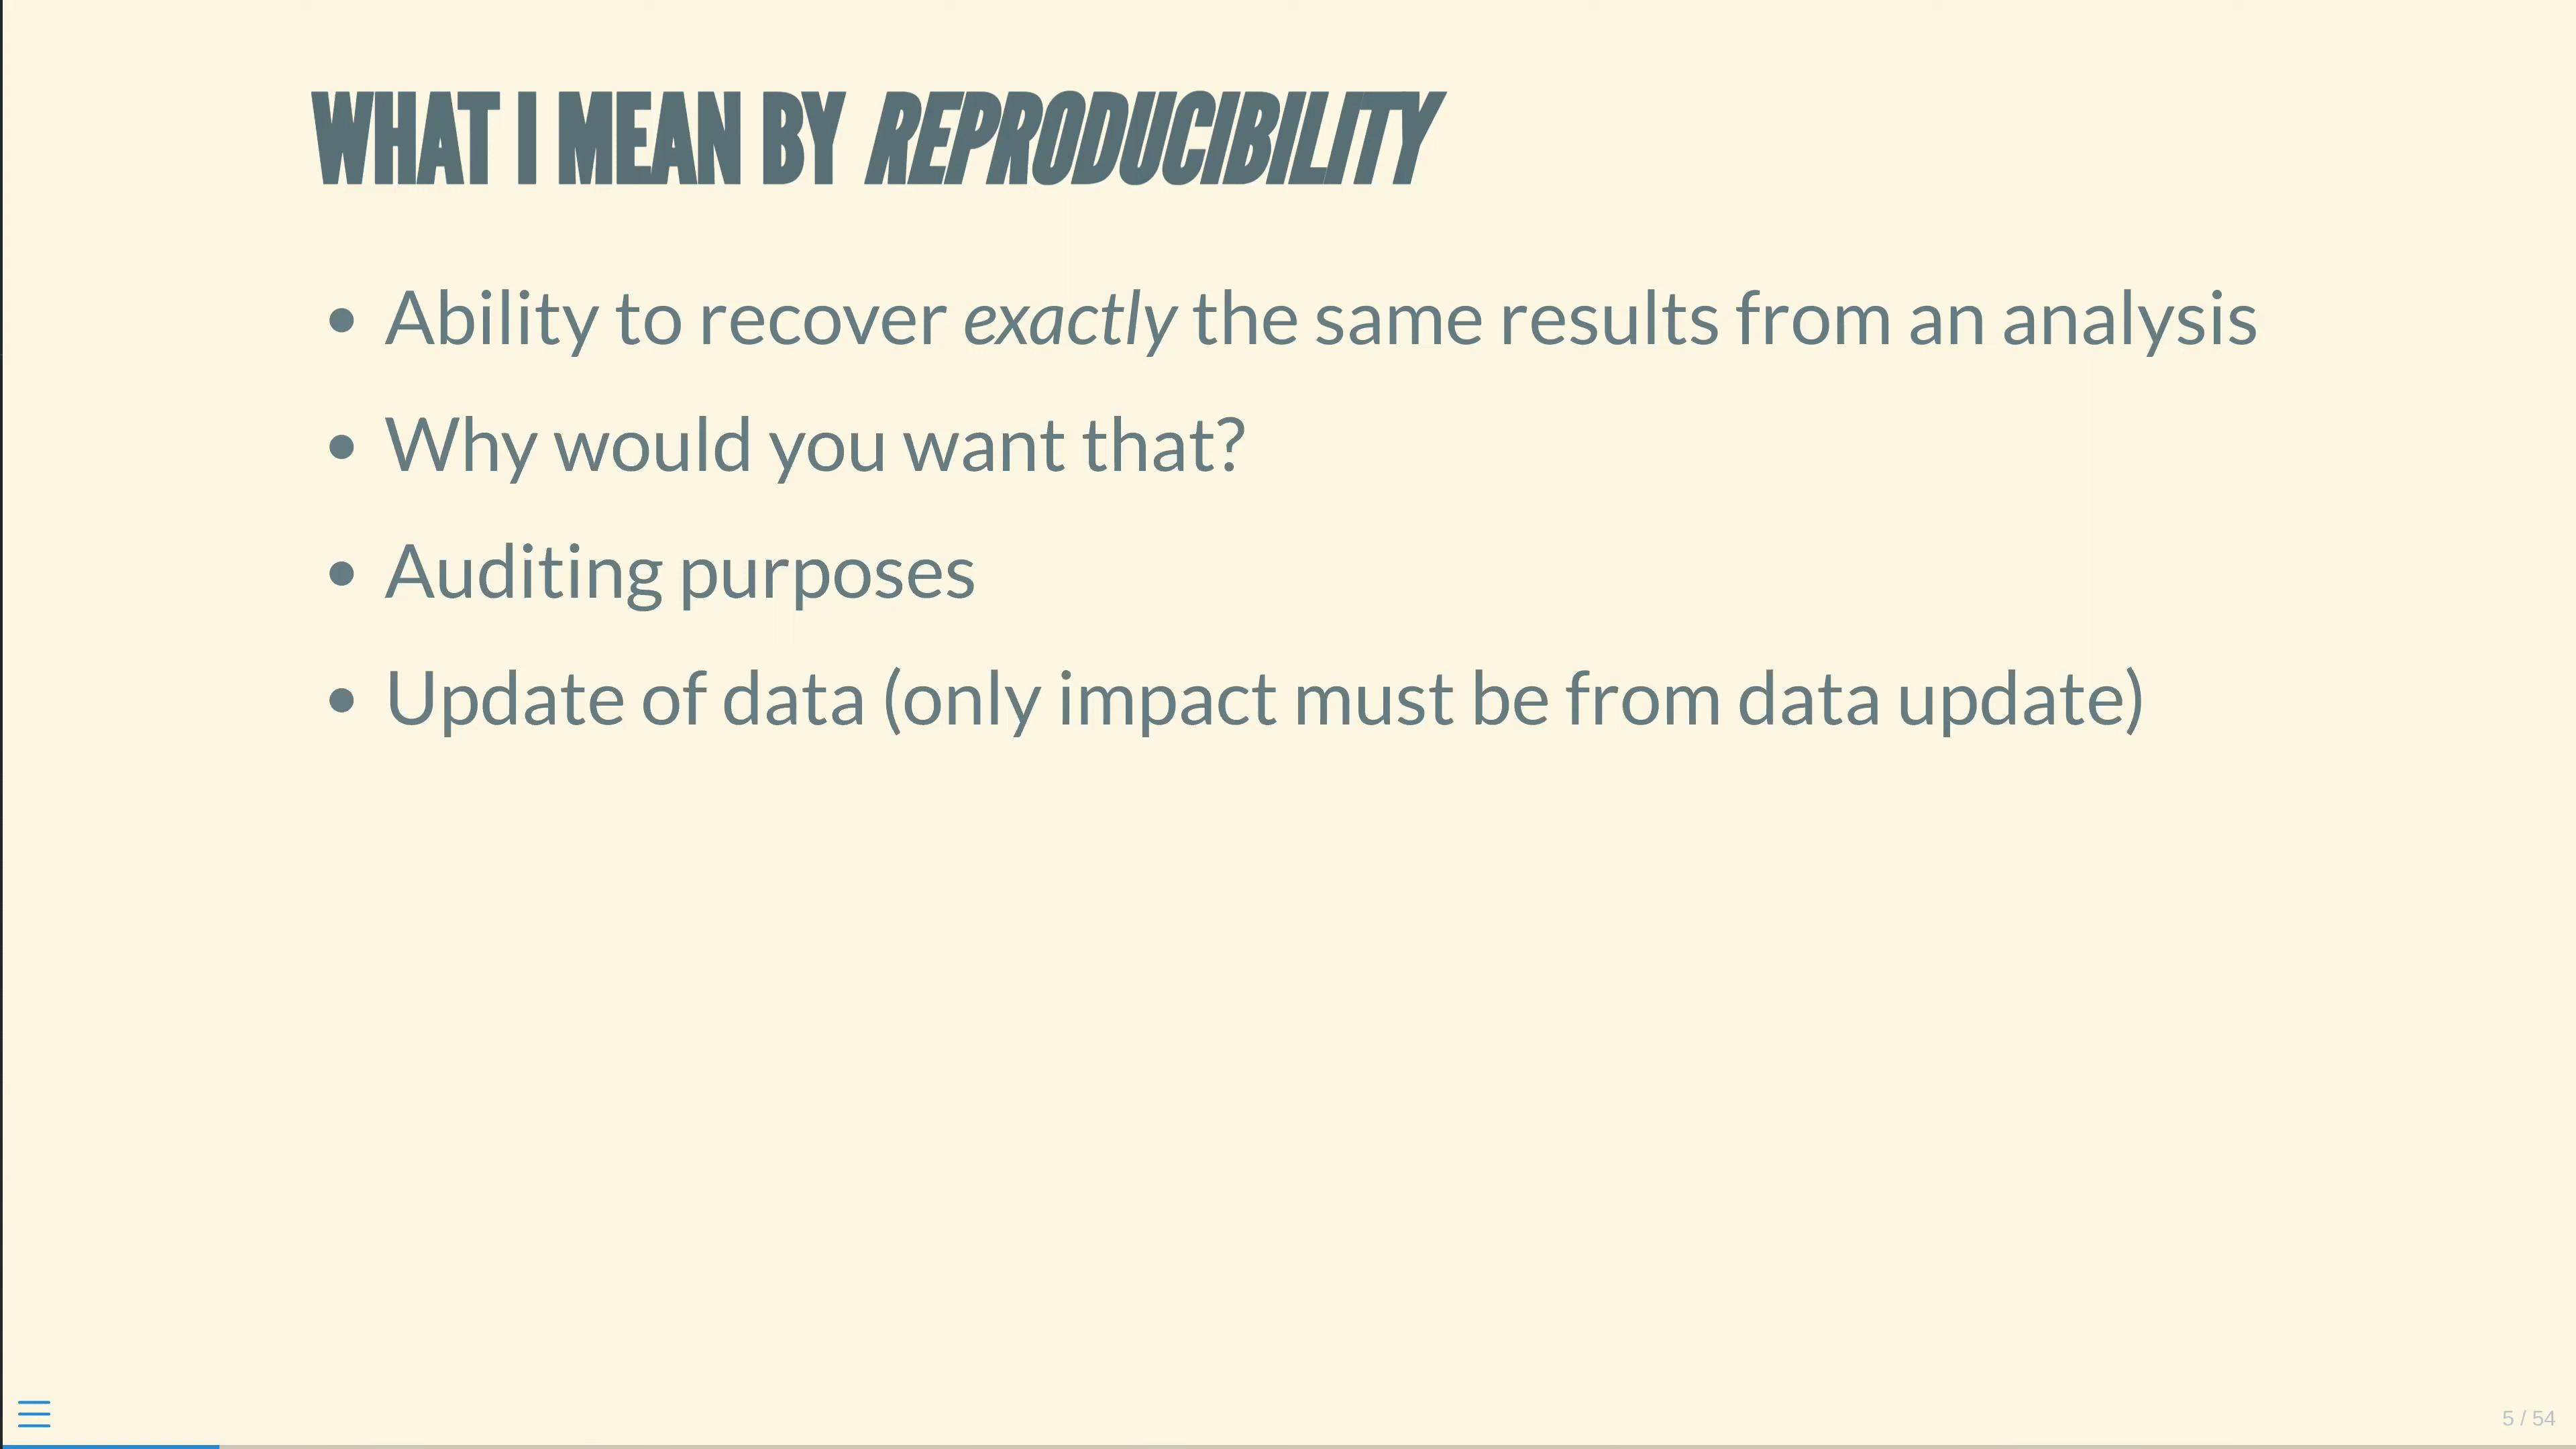 WHAT I MEAN BY REPRODUCIBILITY
• Ability to recover exactly the same results from an analysis
• Why would you want that?
• Auditing purposes
• Update of data (only impact must be from data update)
5 / 54